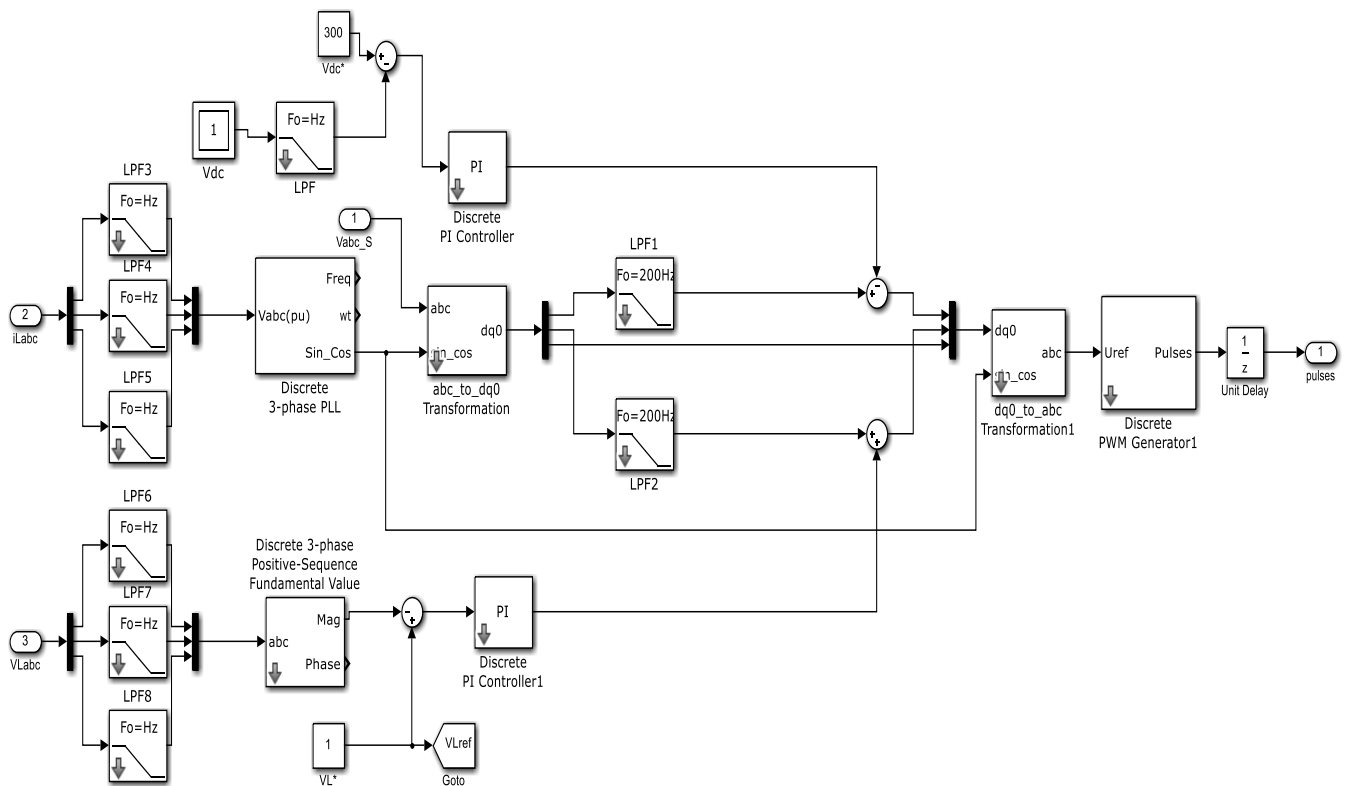 300
Vdc*
1
Vdc
Fo=Hz
LPF
PI
Discrete
PI Controller
LPF3
Fo=Hz
LPF4
Fo=Hz
LPF5
Fo=Hz
2
iLabc
Vabc(pu)
Freq
wt
Sin_Cos
Discrete
3-phase PLL
1
Vabc_S
abc
dq0
sin_cos
abc_to_dq0
Transformation
LPF1
Fo=200Hz
Fo=200Hz
LPF2
dq0
abc
sin_cos
dq0_to_abc
Transformation1
Uref
Pulses
Discrete
PWM Generator1
1
z
Unit Delay
1
pulses
LPF6
Fo=Hz
LPF7
Fo=Hz
LPF8
Fo=Hz
3
VLabc
Discrete 3-phase
Positive-Sequence
Fundamental Value
abc
Mag
Phase
PI
Discrete
PI Controller1
1
VL*
VLref
Goto